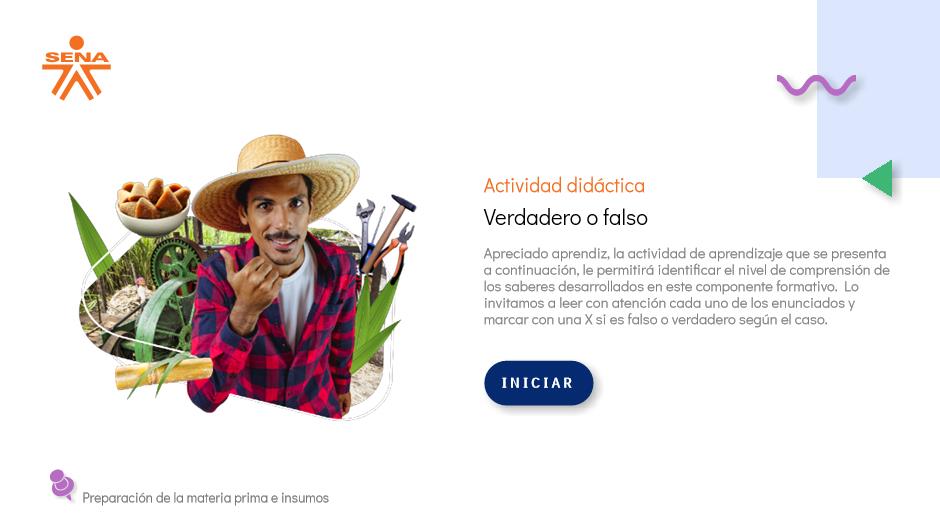 SENA
Actividad didáctica
Verdadero o falso
Apreciado aprendiz, la actividad de aprendizaje que se presenta
a continuación, le permitirá identificar el nivel de comprensión de
los saberes desarrollados en este componente formativo. Lo
invitamos a leer con atención cada uno de los enunciados y
marcar con una X si es falso o verdadero según el caso.
INICIAR
Preparación de la materia prima e insumos